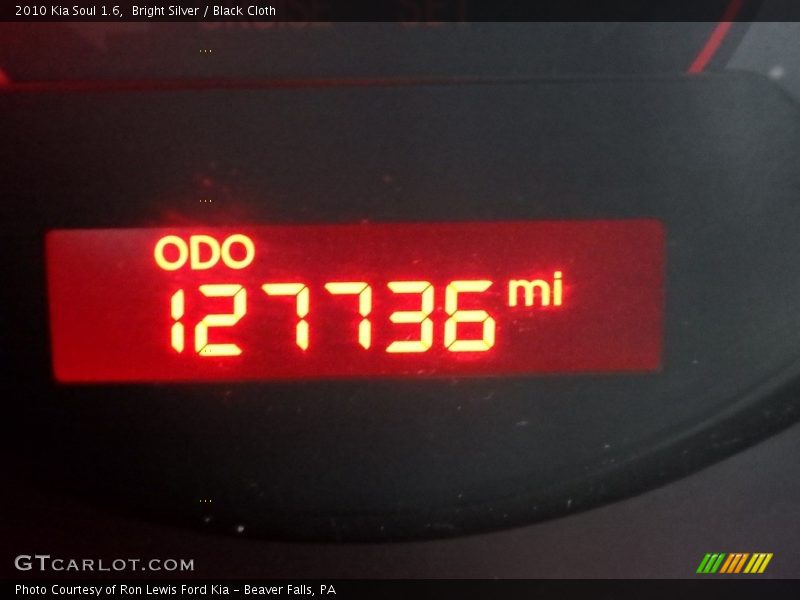 2010 Kia Soul 1.6,  Bright Silver / Black Cloth
SET
ODO
127736 mi
GTCARLOT.COM
Photo Courtesy of Ron Lewis Ford Kia - Beaver Falls, PA